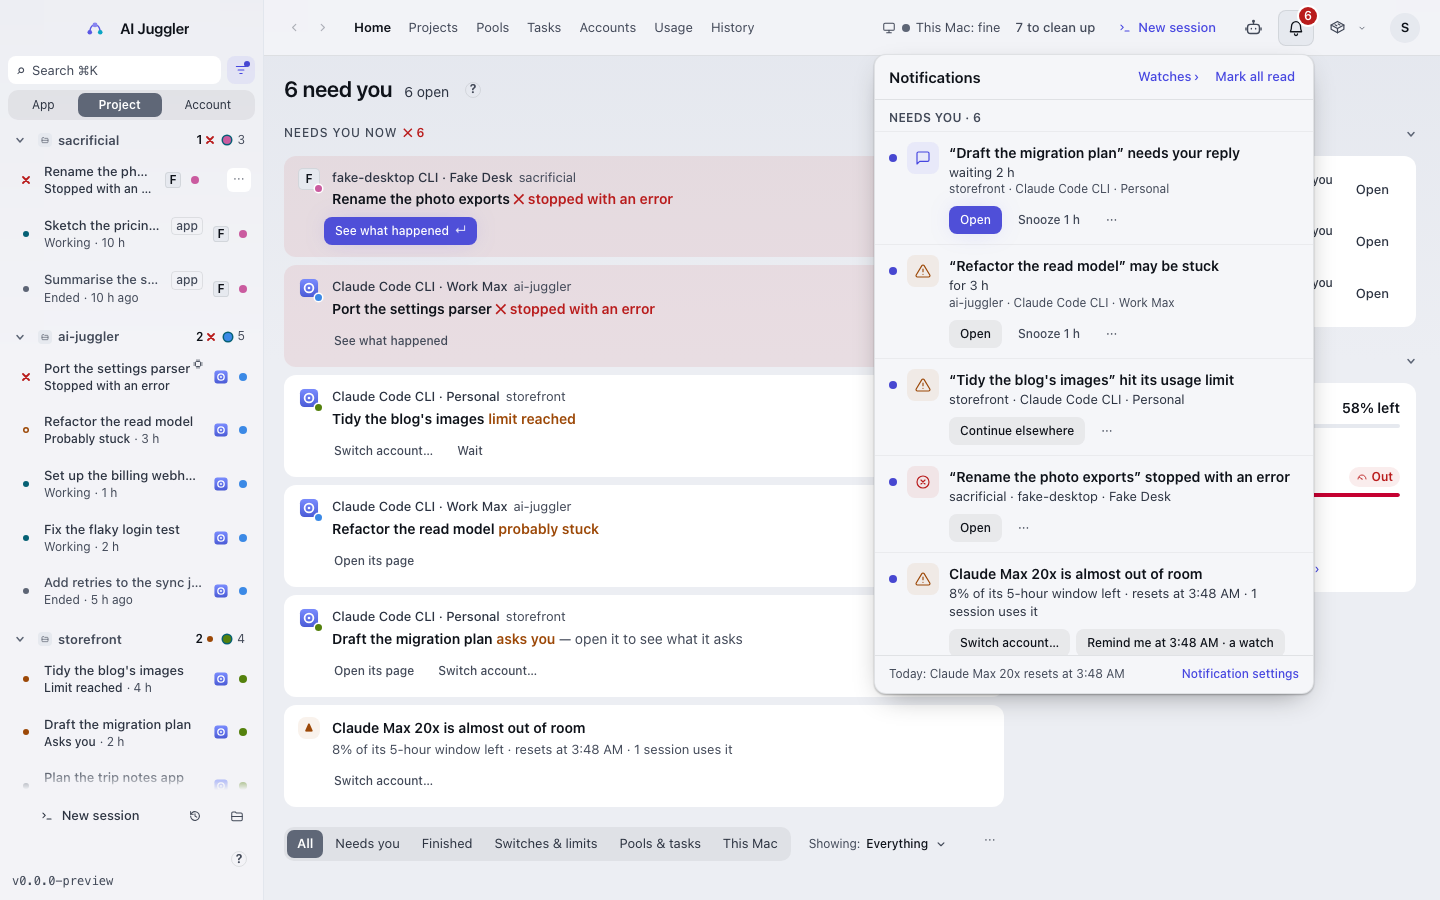 AI Juggler
Search ⌘K
App Project Account
sacrificial 1 3
Rename the ph...
Stopped with an ...
F
Sketch the pricin... app
Working · 10 h
F
Summarise the s... app
Ended · 10 h ago
F
ai-juggler 2 5
Port the settings parser
Stopped with an error
Refactor the read model
Probably stuck · 3 h
Set up the billing webh...
Working · 1 h
Fix the flaky login test
Working · 2 h
Add retries to the sync j...
Ended · 5 h ago
storefront 2 4
Tidy the blog's images
Limit reached · 4 h
Draft the migration plan
Asks you · 2 h
Plan the trip notes app
New session
?
v0.0.0-preview
Home Projects Pools Tasks Accounts Usage History
This Mac: fine 7 to clean up New session 6 S
6 need you 6 open ?
NEEDS YOU NOW 6
F
fake-desktop CLI · Fake Desk sacrificial
Rename the photo exports stopped with an error
See what happened ↵
Claude Code CLI · Work Max ai-juggler
Port the settings parser stopped with an error
See what happened
Claude Code CLI · Personal storefront
Tidy the blog's images limit reached
Switch account... Wait
Claude Code CLI · Work Max ai-juggler
Refactor the read model probably stuck
Open its page
Claude Code CLI · Personal storefront
Draft the migration plan asks you — open it to see what it asks
Open its page Switch account...
Claude Max 20x is almost out of room
8% of its 5-hour window left · resets at 3:48 AM · 1 session uses it
Switch account...
All Needs you Finished Switches & limits Pools & tasks This Mac Showing: Everything ...
Notifications Watches › Mark all read
NEEDS YOU · 6
“Draft the migration plan” needs your reply
waiting 2 h
storefront · Claude Code CLI · Personal
Open Snooze 1 h ...
“Refactor the read model” may be stuck
for 3 h
ai-juggler · Claude Code CLI · Work Max
Open Snooze 1 h ...
“Tidy the blog's images” hit its usage limit
storefront · Claude Code CLI · Personal
Continue elsewhere ...
“Rename the photo exports” stopped with an error
sacrificial · fake-desktop · Fake Desk
Open ...
Claude Max 20x is almost out of room
8% of its 5-hour window left · resets at 3:48 AM · 1
session uses it
Switch account... Remind me at 3:48 AM · a watch
Today: Claude Max 20x resets at 3:48 AM Notification settings
you Open
you Open
you Open
58% left
Out
›